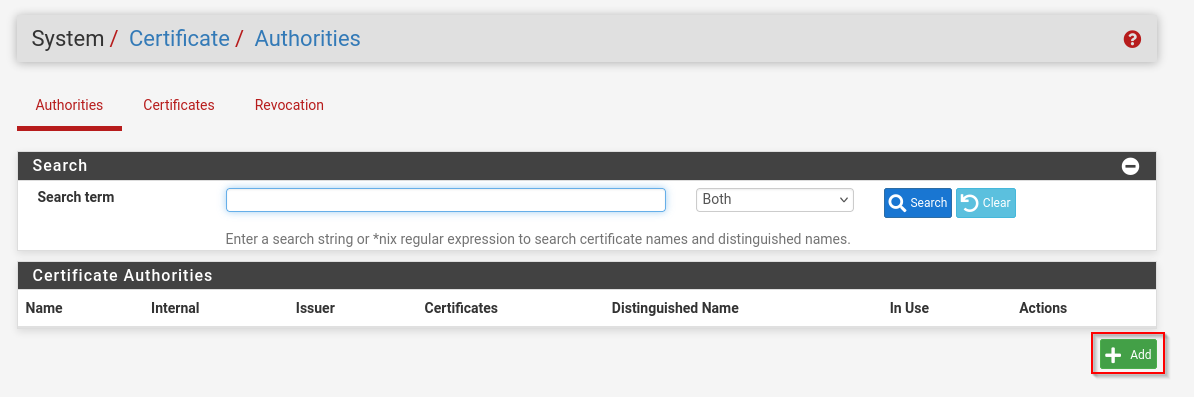 System / Certificate / Authorities
Authorities Certificates Revocation
Search
Search term Both Search Clear
Enter a search string or *nix regular expression to search certificate names and distinguished names.
Certificate Authorities
Name Internal Issuer Certificates Distinguished Name In Use Actions
Add